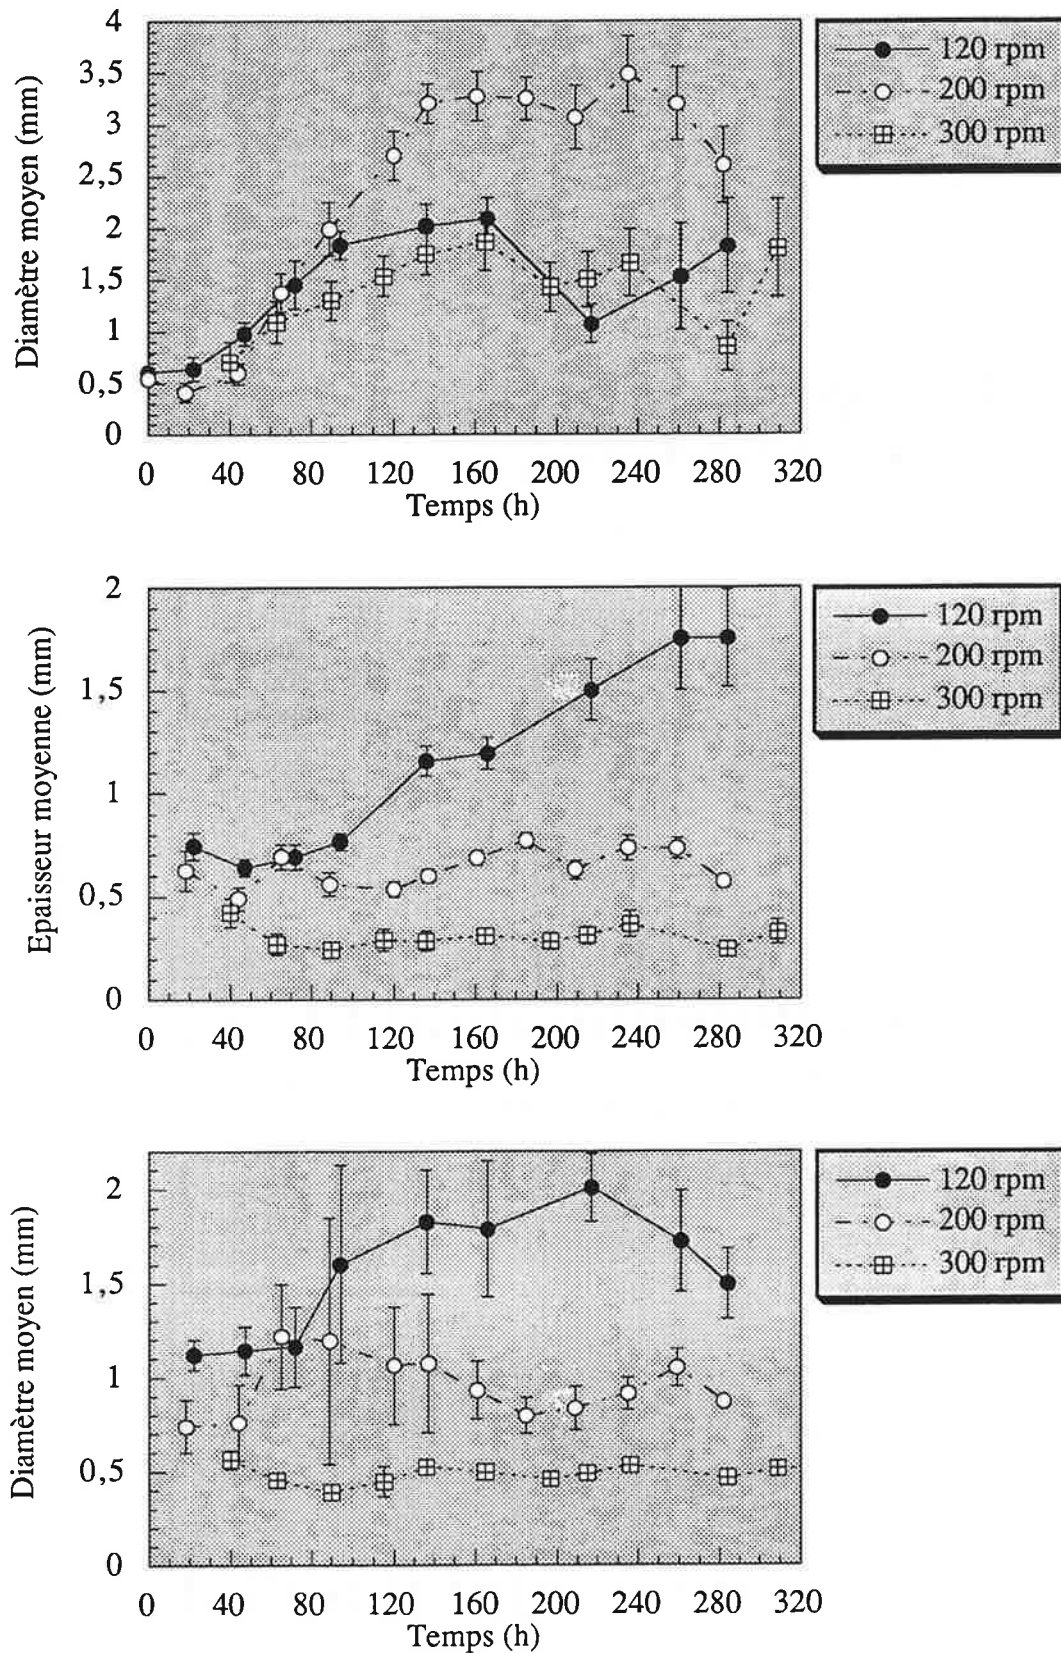 Diamètre moyen (mm)
4
3,5
3
2,5
2
1,5
1
0,5
0
0 40 80 120 160 200 240 280 320
Temps (h)
120 rpm
200 rpm
300 rpm
Epaisseur moyenne (mm)
2
1,5
1
0,5
0
0 40 80 120 160 200 240 280 320
Temps (h)
120 rpm
200 rpm
300 rpm
Diamètre moyen (mm)
2
1,5
1
0,5
0
0 40 80 120 160 200 240 280 320
Temps (h)
120 rpm
200 rpm
300 rpm